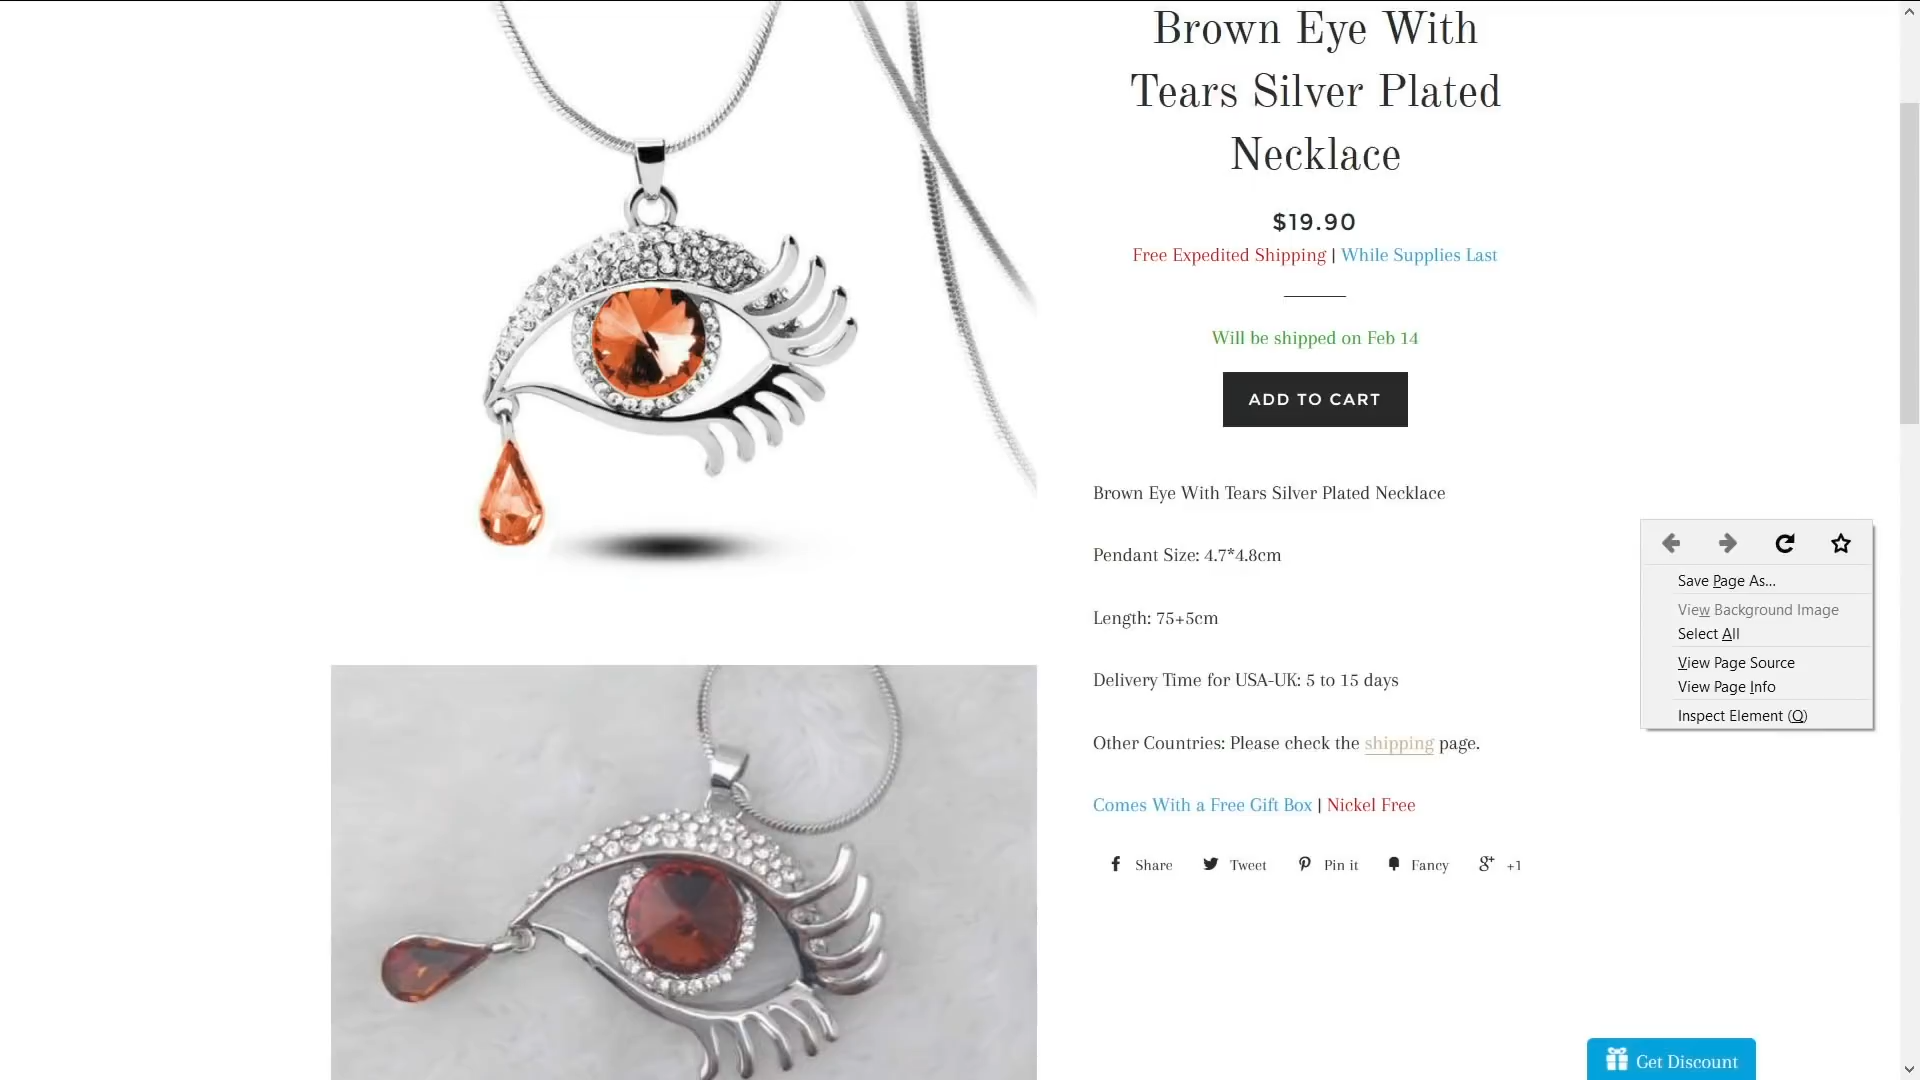 Brown Eye With
Tears Silver Plated
Necklace
$19.90
Free Expedited Shipping | While Supplies Last
Will be shipped on Feb 14
ADD TO CART
Brown Eye With Tears Silver Plated Necklace
Pendant Size: 4.7*4.8cm
Length: 75+5cm
Delivery Time for USA-UK: 5 to 15 days
Other Countries: Please check the shipping page.
Comes With a Free Gift Box | Nickel Free
Share Tweet Pin it Fancy +1
Save Page As...
View Background Image
Select All
View Page Source
View Page Info
Inspect Element (Q)
Get Discount